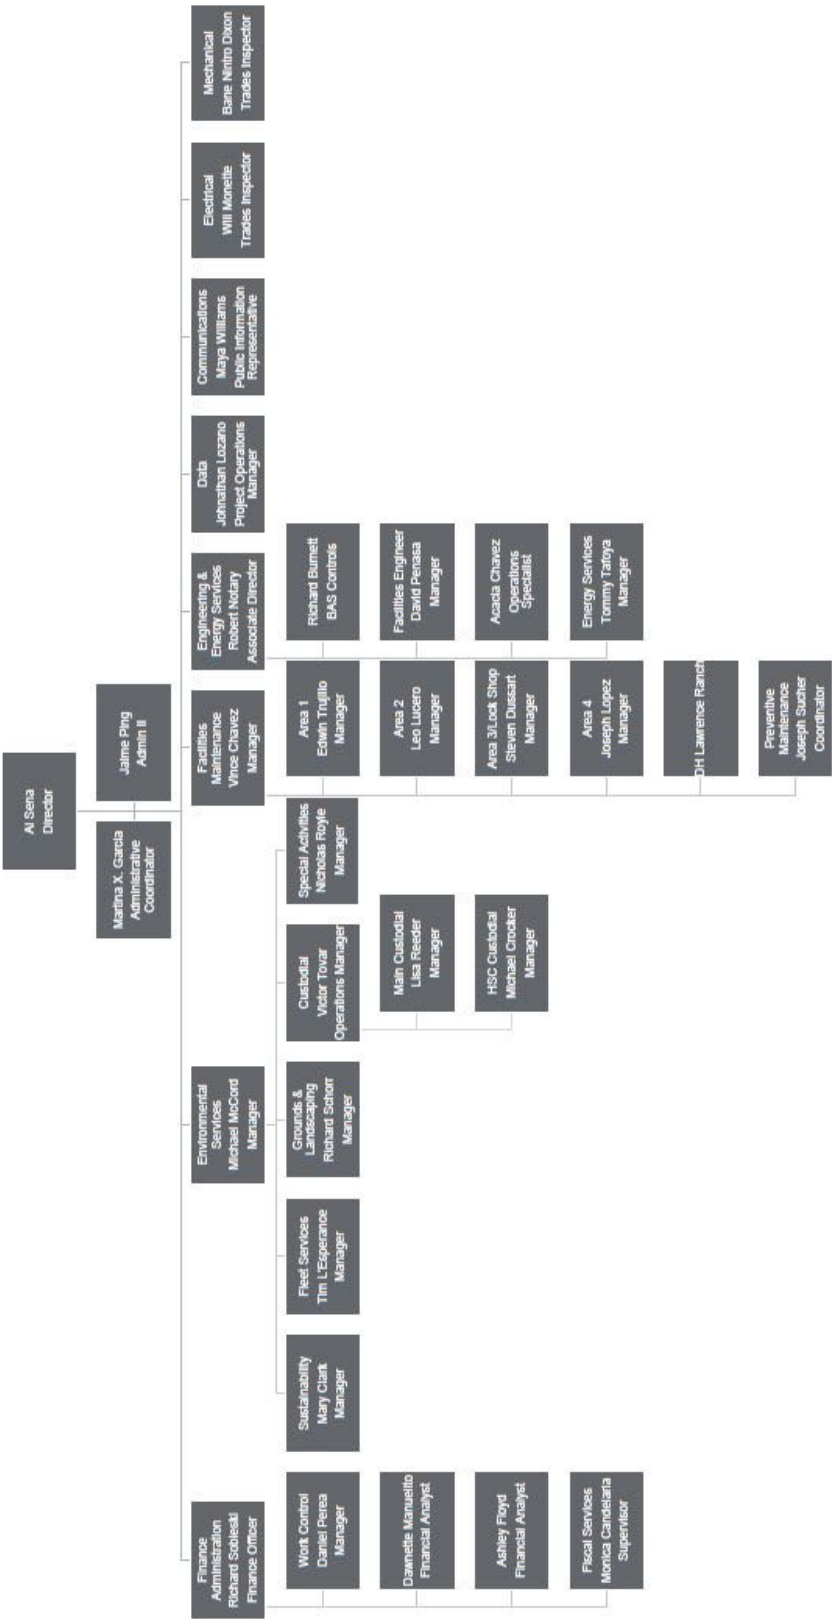 Al Sena
Director
Martina X. Garcia
Administrative
Coordinator
Jaime Ping
Admin II
Finance
Administration
Richard Sobieski
Finance Officer
Work Control
Daniel Perea
Manager
Dawnette Manuelito
Financial Analyst
Ashley Floyd
Financial Analyst
Fiscal Services
Monica Candelaria
Supervisor
Environmental
Services
Michael McCord
Manager
Sustainability
Mary Clark
Manager
Fleet Services
Tim L'Esperance
Manager
Grounds &
Landscaping
Richard Schorr
Manager
Custodial
Victor Tovar
Operations Manager
Main Custodial
Lisa Reeder
Manager
HSC Custodial
Michael Crocker
Manager
Special Activities
Nicholas Royle
Manager
Facilities
Maintenance
Vince Chavez
Manager
Area 1
Edwin Trujillo
Manager
Area 2
Leo Lucero
Manager
Area 3/Lock Shop
Steven Dussart
Manager
Area 4
Joseph Lopez
Manager
DH Lawrence Ranch
Preventive
Maintenance
Joseph Sucher
Coordinator
Engineering &
Energy Services
Robert Notary
Associate Director
Richard Burnett
BAS Controls
Facilities Engineer
David Penasa
Manager
Acacia Chavez
Operations
Specialist
Energy Services
Tommy Tafoya
Manager
Data
Johnathan Lozano
Project Operations
Manager
Communications
Maya Williams
Public Information
Representative
Electrical
Will Monette
Trades Inspector
Mechanical
Bane Nintro Dixon
Trades Inspector